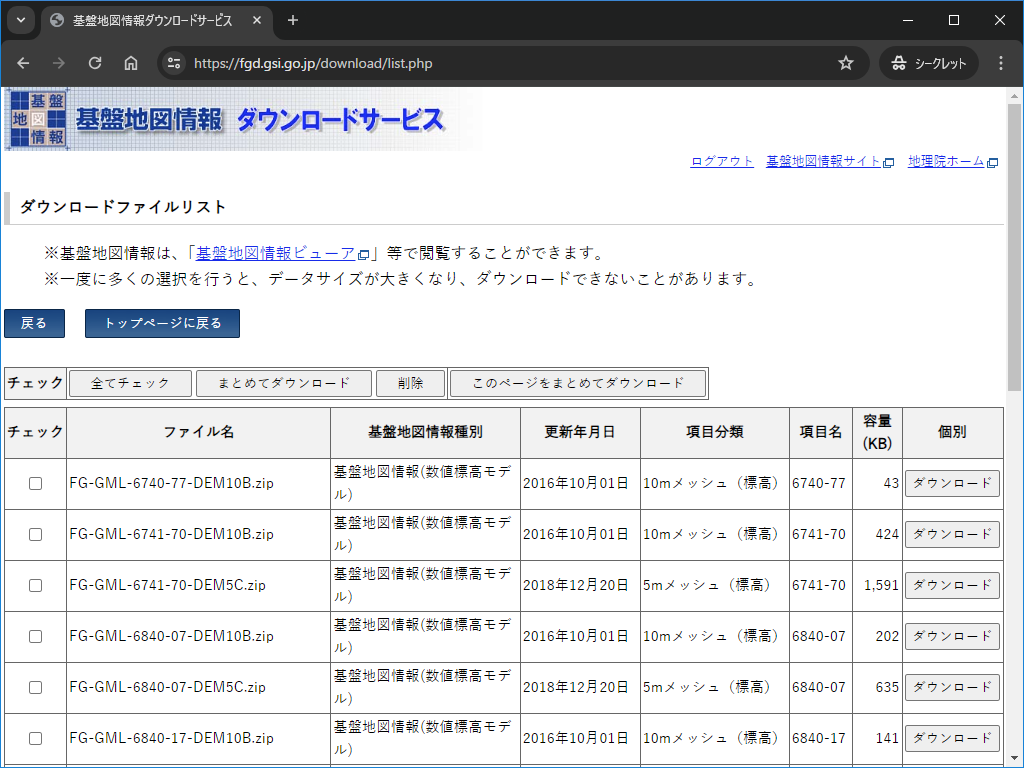 基盤地図情報ダウンロードサービス
https://fgd.gsi.go.jp/download/list.php
シークレット
基盤
地図
情報
基盤地図情報 ダウンロードサービス
ログアウト 基盤地図情報サイト 地理院ホーム
ダウンロードファイルリスト
※基盤地図情報は、「基盤地図情報ビューア」等で閲覧することができます。
※一度に多くの選択を行うと、データサイズが大きくなり、ダウンロードできないことがあります。
戻る トップページに戻る
チェック 全てチェック まとめてダウンロード 削除 このページをまとめてダウンロード
チェック ファイル名 基盤地図情報種別 更新年月日 項目分類 項目名 容量(KB) 個別
FG-GML-6740-77-DEM10B.zip 基盤地図情報(数値標高モデル) 2016年10月01日 10mメッシュ（標高） 6740-77 43 ダウンロード
FG-GML-6741-70-DEM10B.zip 基盤地図情報(数値標高モデル) 2016年10月01日 10mメッシュ（標高） 6741-70 424 ダウンロード
FG-GML-6741-70-DEM5C.zip 基盤地図情報(数値標高モデル) 2018年12月20日 5mメッシュ（標高） 6741-70 1,591 ダウンロード
FG-GML-6840-07-DEM10B.zip 基盤地図情報(数値標高モデル) 2016年10月01日 10mメッシュ（標高） 6840-07 202 ダウンロード
FG-GML-6840-07-DEM5C.zip 基盤地図情報(数値標高モデル) 2018年12月20日 5mメッシュ（標高） 6840-07 635 ダウンロード
FG-GML-6840-17-DEM10B.zip 基盤地図情報(数値標高モデル) 2016年10月01日 10mメッシュ（標高） 6840-17 141 ダウンロード